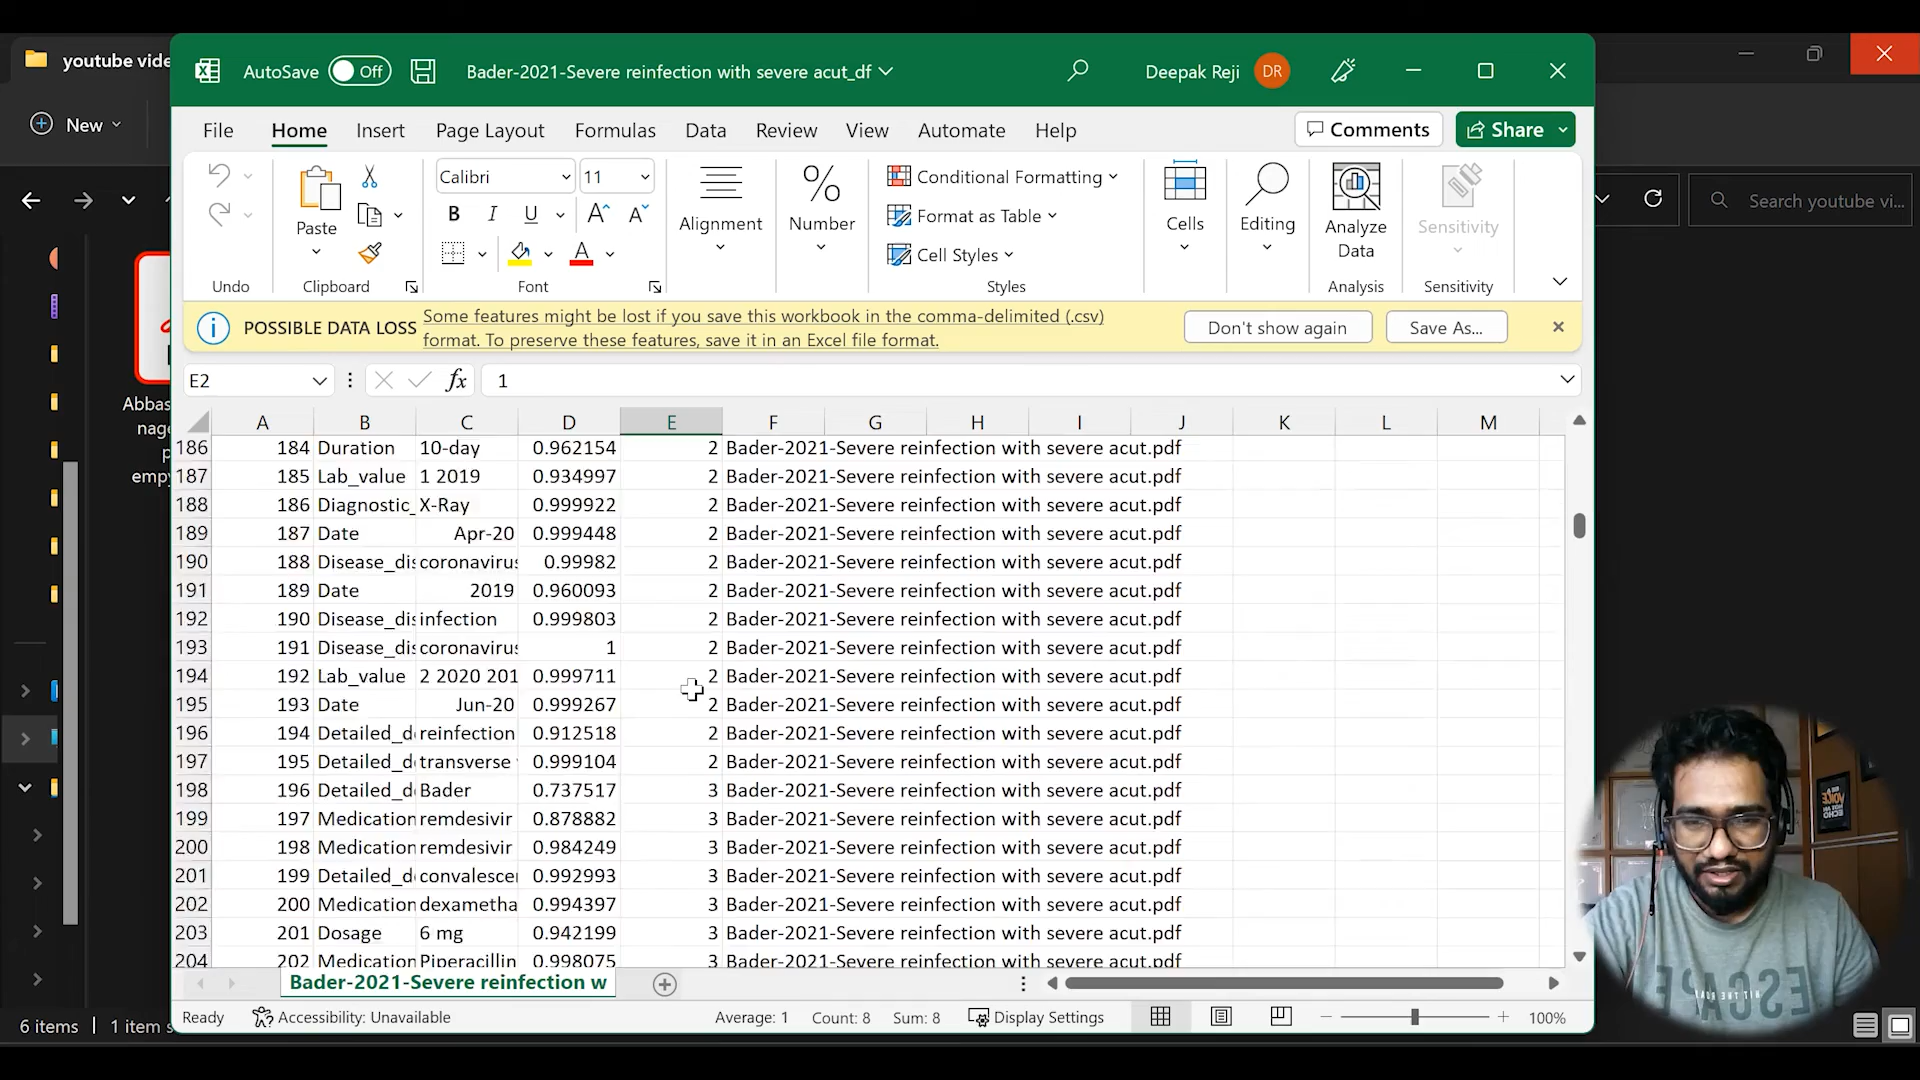 youtube vide
AutoSave Off Bader-2021-Severe reinfection with severe acut_df Deepak Reji DR
New
File Home Insert Page Layout Formulas Data Review View Automate Help Comments Share
Calibri 11
Paste
B I U A A
A
Alignment
%
Number
Conditional Formatting
Format as Table
Cell Styles
Cells
Editing
Analyze
Data
Sensitivity
Undo Clipboard Font Styles Analysis Sensitivity
Search youtube vi...
POSSIBLE DATA LOSS Some features might be lost if you save this workbook in the comma-delimited (.csv)
format. To preserve these features, save it in an Excel file format.
Don't show again Save As...
E2 fx 1
A B C D E F G H I J K L M
186 184 Duration 10-day 0.962154 2 Bader-2021-Severe reinfection with severe acut.pdf
187 185 Lab_value 1 2019 0.934997 2 Bader-2021-Severe reinfection with severe acut.pdf
188 186 Diagnostic_ X-Ray 0.999922 2 Bader-2021-Severe reinfection with severe acut.pdf
189 187 Date Apr-20 0.999448 2 Bader-2021-Severe reinfection with severe acut.pdf
190 188 Disease_dis coronavirus 0.99982 2 Bader-2021-Severe reinfection with severe acut.pdf
191 189 Date 2019 0.960093 2 Bader-2021-Severe reinfection with severe acut.pdf
192 190 Disease_dis infection 0.999803 2 Bader-2021-Severe reinfection with severe acut.pdf
193 191 Disease_dis coronavirus 1 2 Bader-2021-Severe reinfection with severe acut.pdf
194 192 Lab_value 2 2020 201 0.999711 2 Bader-2021-Severe reinfection with severe acut.pdf
195 193 Date Jun-20 0.999267 2 Bader-2021-Severe reinfection with severe acut.pdf
196 194 Detailed_d reinfection 0.912518 2 Bader-2021-Severe reinfection with severe acut.pdf
197 195 Detailed_d transverse 0.999104 2 Bader-2021-Severe reinfection with severe acut.pdf
198 196 Detailed_d Bader 0.737517 3 Bader-2021-Severe reinfection with severe acut.pdf
199 197 Medication remdesivir 0.878882 3 Bader-2021-Severe reinfection with severe acut.pdf
200 198 Medication remdesivir 0.984249 3 Bader-2021-Severe reinfection with severe acut.pdf
201 199 Detailed_d convalescen 0.992993 3 Bader-2021-Severe reinfection with severe acut.pdf
202 200 Medication dexametha 0.994397 3 Bader-2021-Severe reinfection with severe acut.pdf
203 201 Dosage 6 mg 0.942199 3 Bader-2021-Severe reinfection with severe acut.pdf
204 202 Medication Piperacillin 0.998075 3 Bader-2021-Severe reinfection with severe acut.pdf
Abbas
nage
p
empy
Bader-2021-Severe reinfection w
Ready Accessibility: Unavailable Average: 1 Count: 8 Sum: 8 Display Settings 100%
6 items 1 item s
ESCAPE